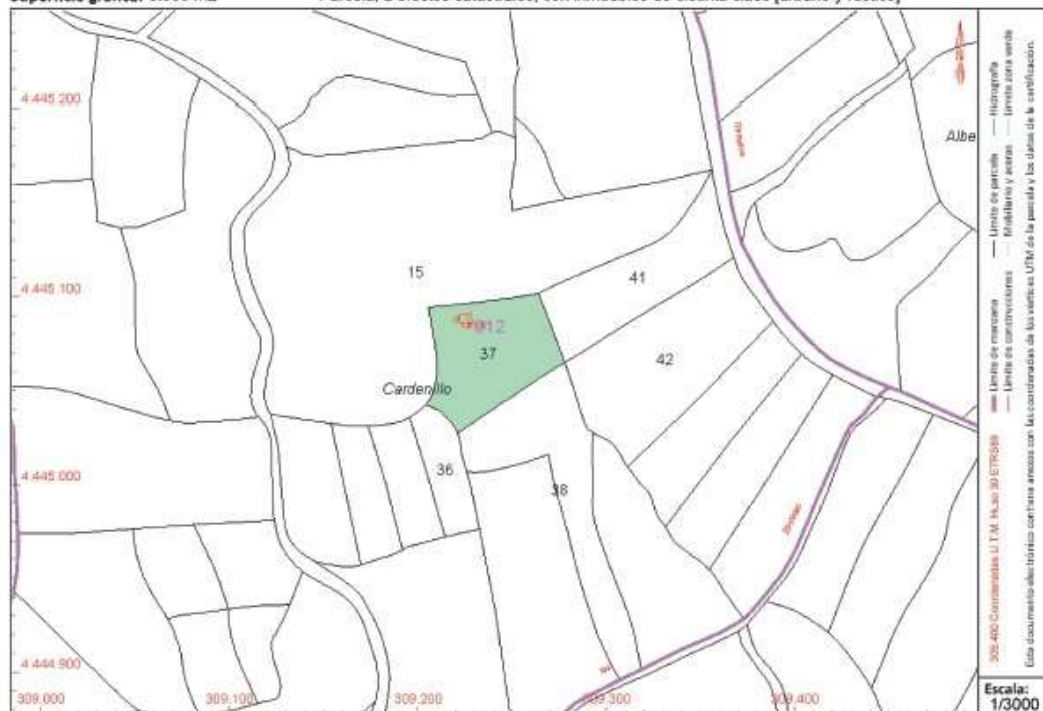 4.445.200
Albe
15
41
4.445.100
012
37
42
Cardenillo
36
4.445.000
38
4.444.900
309.000
309.100
309.200
309.300
309.400
Límite de manzana
Límite de parcela
Hidrografía
Límite de construcciones
Mobiliario y aceras
Límite zona verde
309.400 Coordenadas U.T.M. Huso 30 ETRS89
Este documento electrónico contiene anexos con las coordenadas de los vértices UTM de la parcela y los datos de la certificación.
Escala:
1/3000